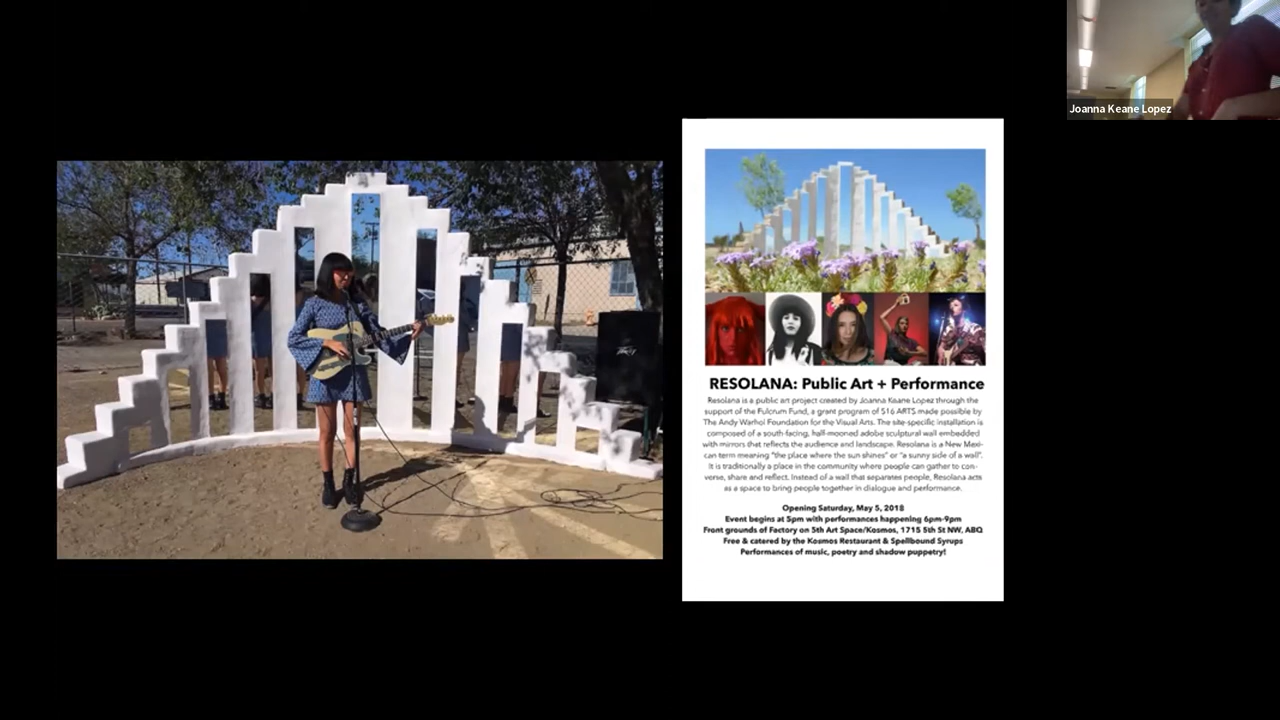 Joanna Keane Lopez
PEAVEY
RESOLANA: Public Art + Performance
Resolana is a public art project created by Joanna Keane Lopez through the
support of the Fulcrum Fund, a grant program of 516 ARTS made possible by
The Andy Warhol Foundation for the Visual Arts. The site-specific installation is
composed of a south-facing, half-mooned adobe sculptural wall embedded
with mirrors that reflects the audience and landscape. Resolana is a New Mexi-
can term meaning "the place where the sun shines" or "a sunny side of a wall".
It is traditionally a place in the community where people can gather to con-
verse, share and reflect. Instead of a wall that separates people, Resolana acts
as a space to bring people together in dialogue and performance.
Opening Saturday, May 5, 2018
Event begins at 5pm with performances happening 6pm-9pm
Front grounds of Factory on 5th Art Space/Kosmos, 1715 5th St NW, ABQ
Free & catered by the Kosmos Restaurant & Spellbound Syrups
Performances of music, poetry and shadow puppetry!